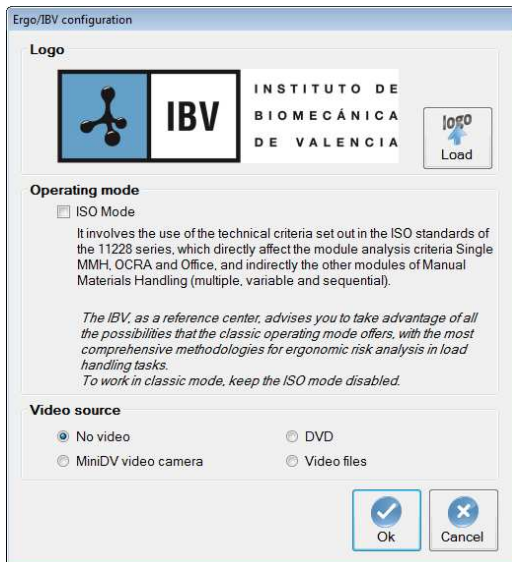 Ergo/IBV configuration
Logo
IBV
INSTITUTO DE
BIOMECÁNICA
DE VALENCIA
logo
Load
Operating mode
ISO Mode
It involves the use of the technical criteria set out in the ISO standards of
the 11228 series, which directly affect the module analysis criteria Single
MMH, OCRA and Office, and indirectly the other modules of Manual
Materials Handling (multiple, variable and sequential).
The IBV, as a reference center, advises you to take advantage of all
the possibilities that the classic operating mode offers, with the most
comprehensive methodologies for ergonomic risk analysis in load
handling tasks.
To work in classic mode, keep the ISO mode disabled.
Video source
No video
DVD
MiniDV video camera
Video files
Ok
Cancel